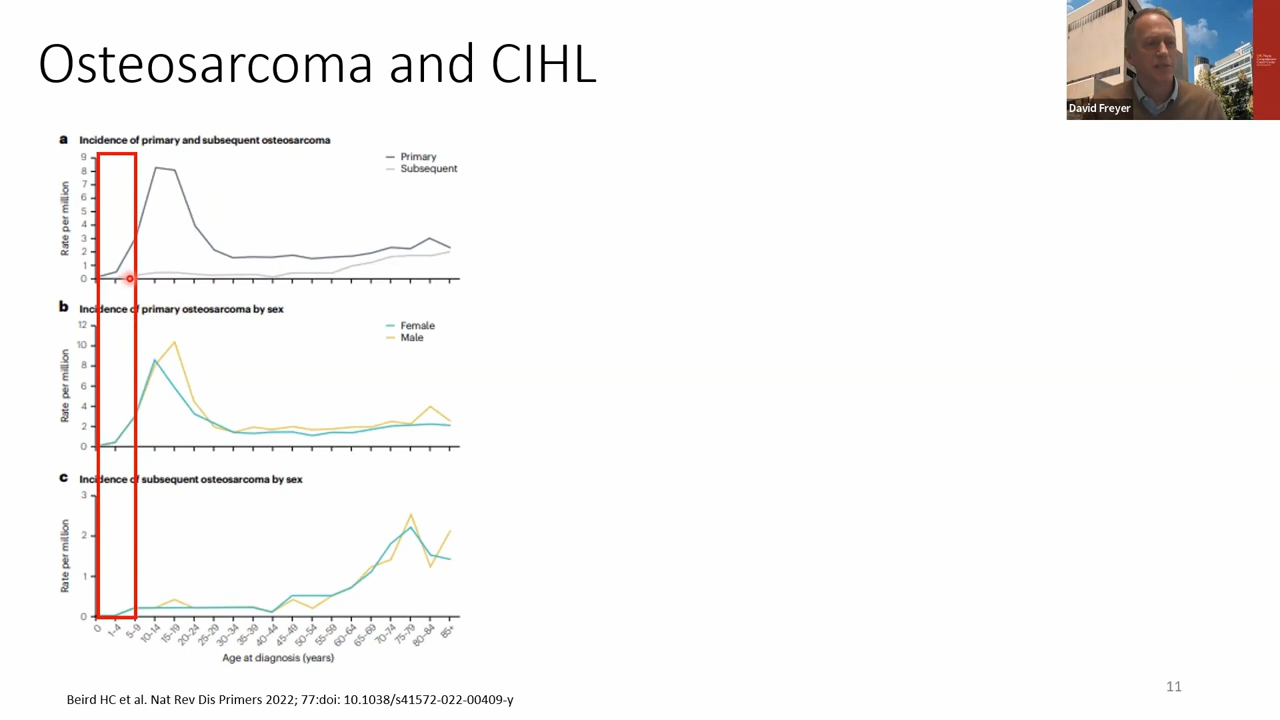 Osteosarcoma and CIHL
David Freyer
a Incidence of primary and subsequent osteosarcoma
Rate per million
9
8
7
6
5
4
3
2
1
0
Primary
Subsequent
b Incidence of primary osteosarcoma by sex
Rate per million
12
10
8
6
4
2
0
Female
Male
c Incidence of subsequent osteosarcoma by sex
Rate per million
3
2
1
0
0 1–4 5–9 10–14 15–19 20–24 25–29 30–34 35–39 40–44 45–49 50–54 55–59 60–64 65–69 70–74 75–79 80–84 85+
Age at diagnosis (years)
Beird HC et al. Nat Rev Dis Primers 2022; 77:doi: 10.1038/s41572-022-00409-y
11